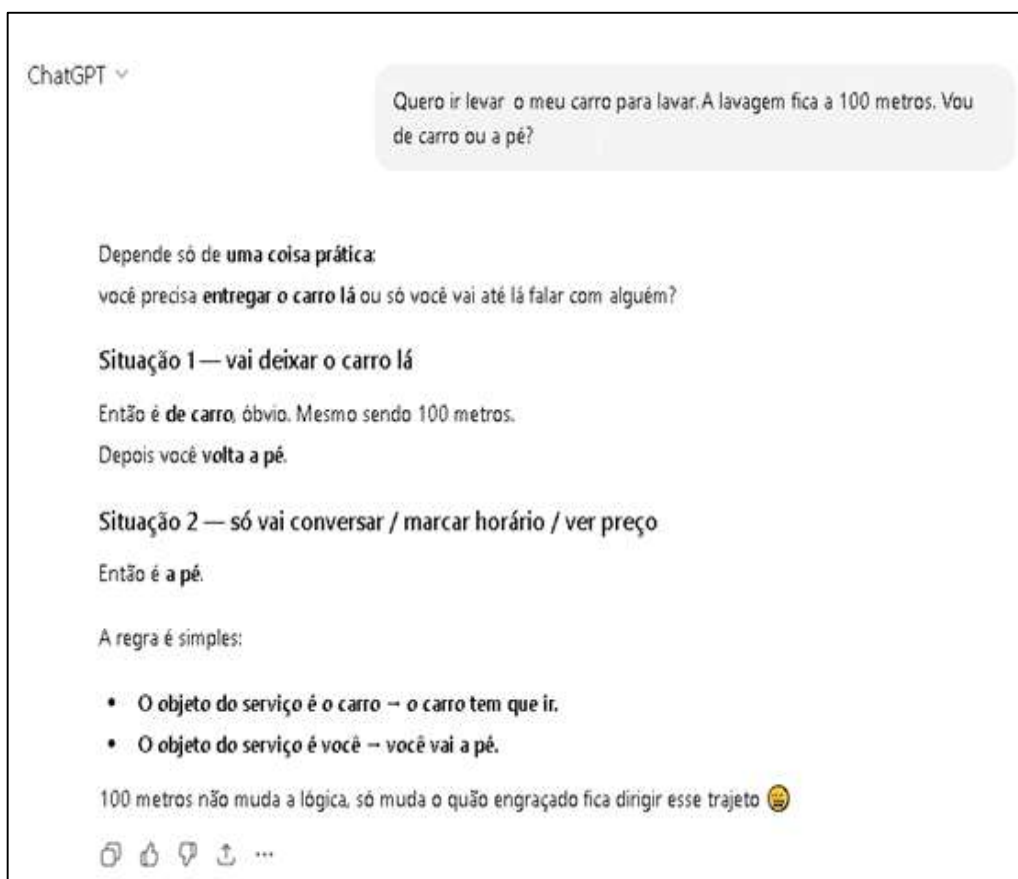 ChatGPT
Quero ir levar o meu carro para lavar. A lavagem fica a 100 metros. Vou
de carro ou a pé?
Depende só de uma coisa prática:
você precisa entregar o carro lá ou só você vai até lá falar com alguém?
Situação 1 — vai deixar o carro lá
Então é de carro, óbvio. Mesmo sendo 100 metros.
Depois você volta a pé.
Situação 2 — só vai conversar / marcar horário / ver preço
Então é a pé.
A regra é simples:
• O objeto do serviço é o carro → o carro tem que ir.
• O objeto do serviço é você → você vai a pé.
100 metros não muda a lógica, só muda o quão engraçado fica dirigir esse trajeto 😄